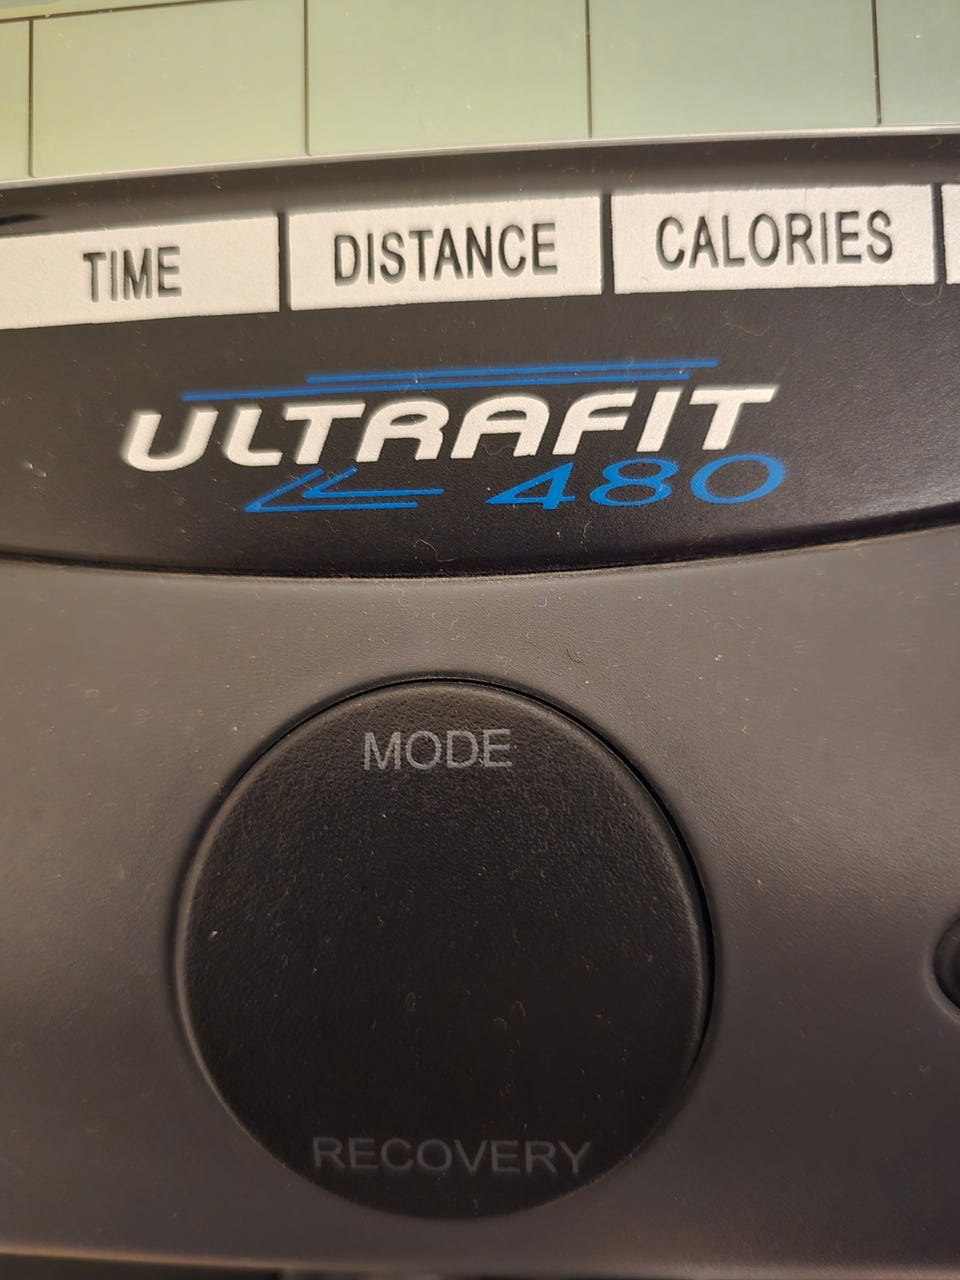 TIME DISTANCE CALORIES
ULTRAFIT
480
MODE
RECOVERY